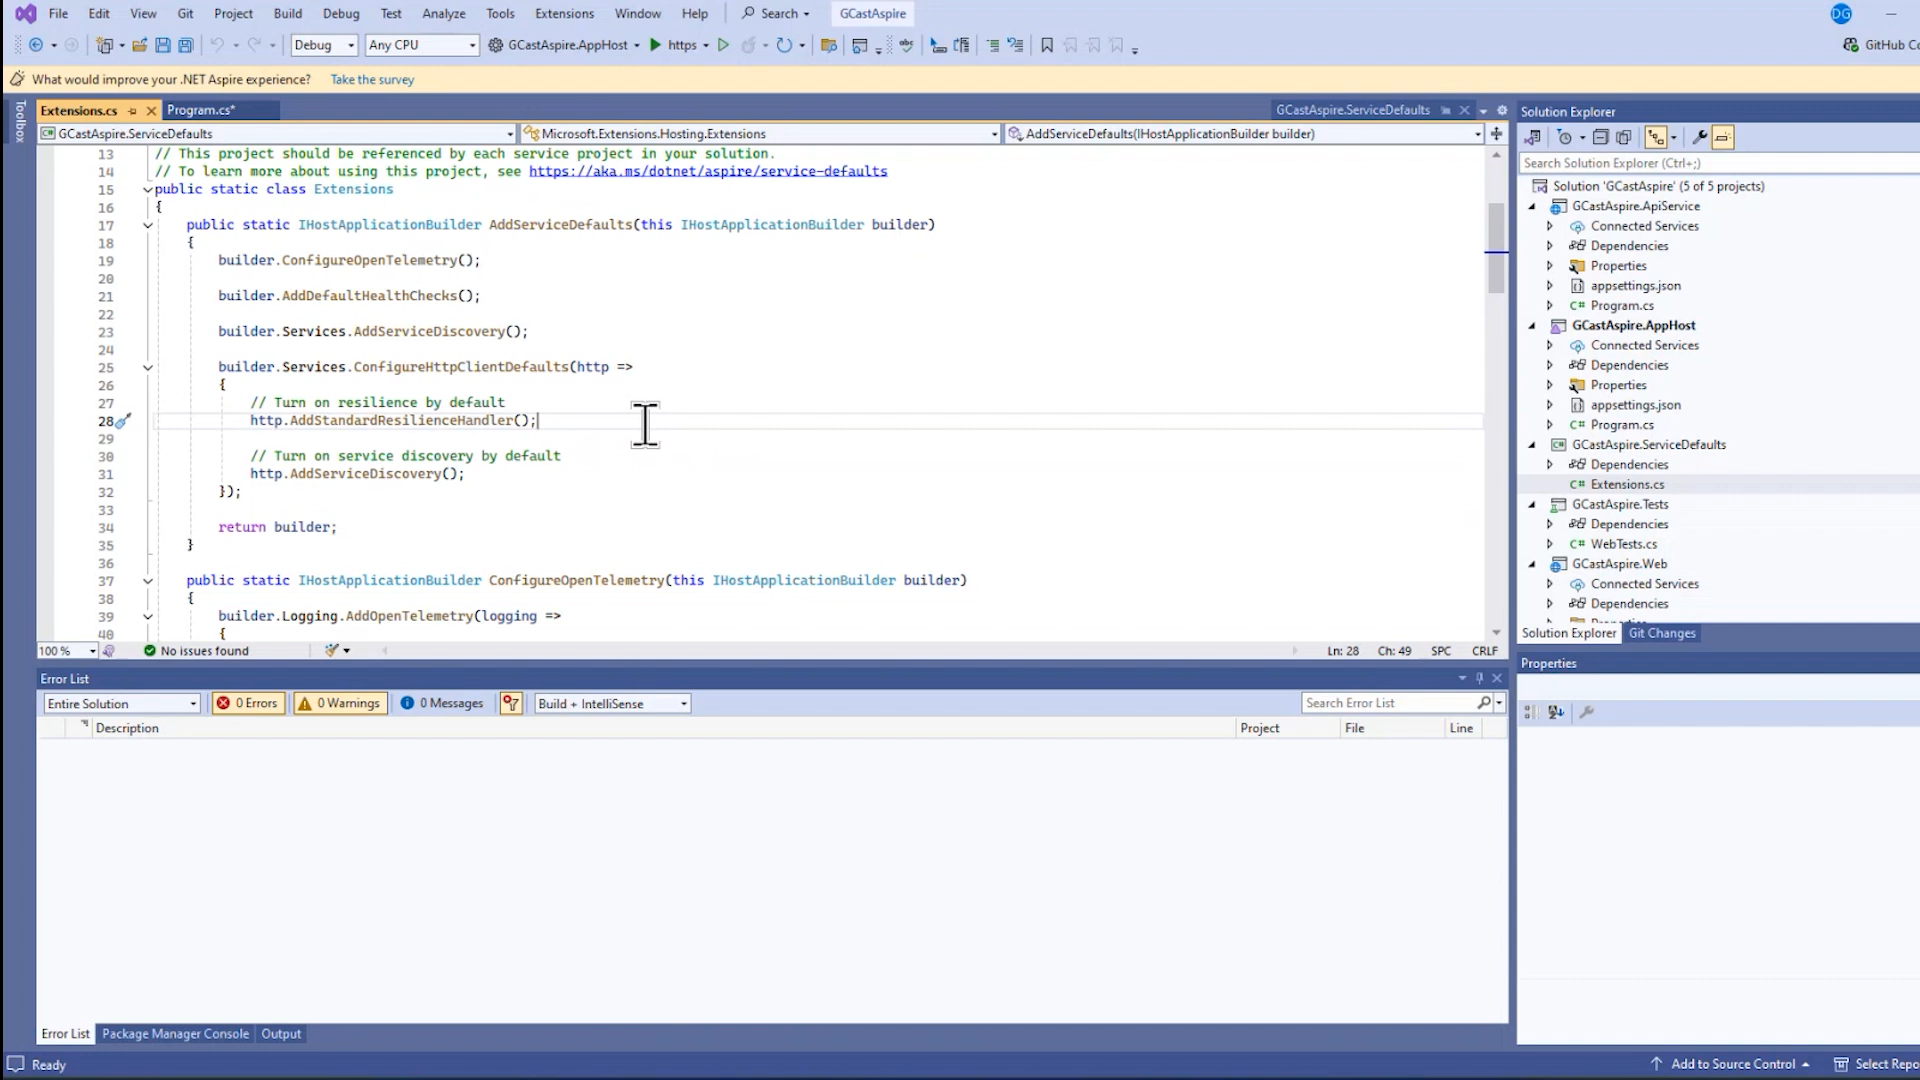 File Edit View Git Project Build Debug Test Analyze Tools Extensions Window Help Search GCastAspire DG
Debug Any CPU GCastAspire.AppHost https GitHub Co
What would improve your .NET Aspire experience? Take the survey
Toolbox
Extensions.cs Program.cs* GCastAspire.ServiceDefaults
GCastAspire.ServiceDefaults Microsoft.Extensions.Hosting.Extensions AddServiceDefaults(IHostApplicationBuilder builder)
13 // This project should be referenced by each service project in your solution.
14 // To learn more about using this project, see https://aka.ms/dotnet/aspire/service-defaults
15 public static class Extensions
16 {
17 public static IHostApplicationBuilder AddServiceDefaults(this IHostApplicationBuilder builder)
18 {
19 builder.ConfigureOpenTelemetry();
20
21 builder.AddDefaultHealthChecks();
22
23 builder.Services.AddServiceDiscovery();
24
25 builder.Services.ConfigureHttpClientDefaults(http =>
26 {
27 // Turn on resilience by default
28 http.AddStandardResilienceHandler();
29
30 // Turn on service discovery by default
31 http.AddServiceDiscovery();
32 });
33
34 return builder;
35 }
36
37 public static IHostApplicationBuilder ConfigureOpenTelemetry(this IHostApplicationBuilder builder)
38 {
39 builder.Logging.AddOpenTelemetry(logging =>
40 {
100 % No issues found Ln: 28 Ch: 49 SPC CRLF
Error List
Entire Solution 0 Errors 0 Warnings 0 Messages Build + IntelliSense Search Error List
Description Project File Line
Error List Package Manager Console Output
Solution Explorer
Search Solution Explorer (Ctrl+;)
Solution 'GCastAspire' (5 of 5 projects)
GCastAspire.ApiService
Connected Services
Dependencies
Properties
appsettings.json
C# Program.cs
GCastAspire.AppHost
Connected Services
Dependencies
Properties
appsettings.json
C# Program.cs
GCastAspire.ServiceDefaults
Dependencies
C# Extensions.cs
GCastAspire.Tests
Dependencies
C# WebTests.cs
GCastAspire.Web
Connected Services
Dependencies
Properties
Solution Explorer Git Changes
Properties
Ready Add to Source Control Select Repo